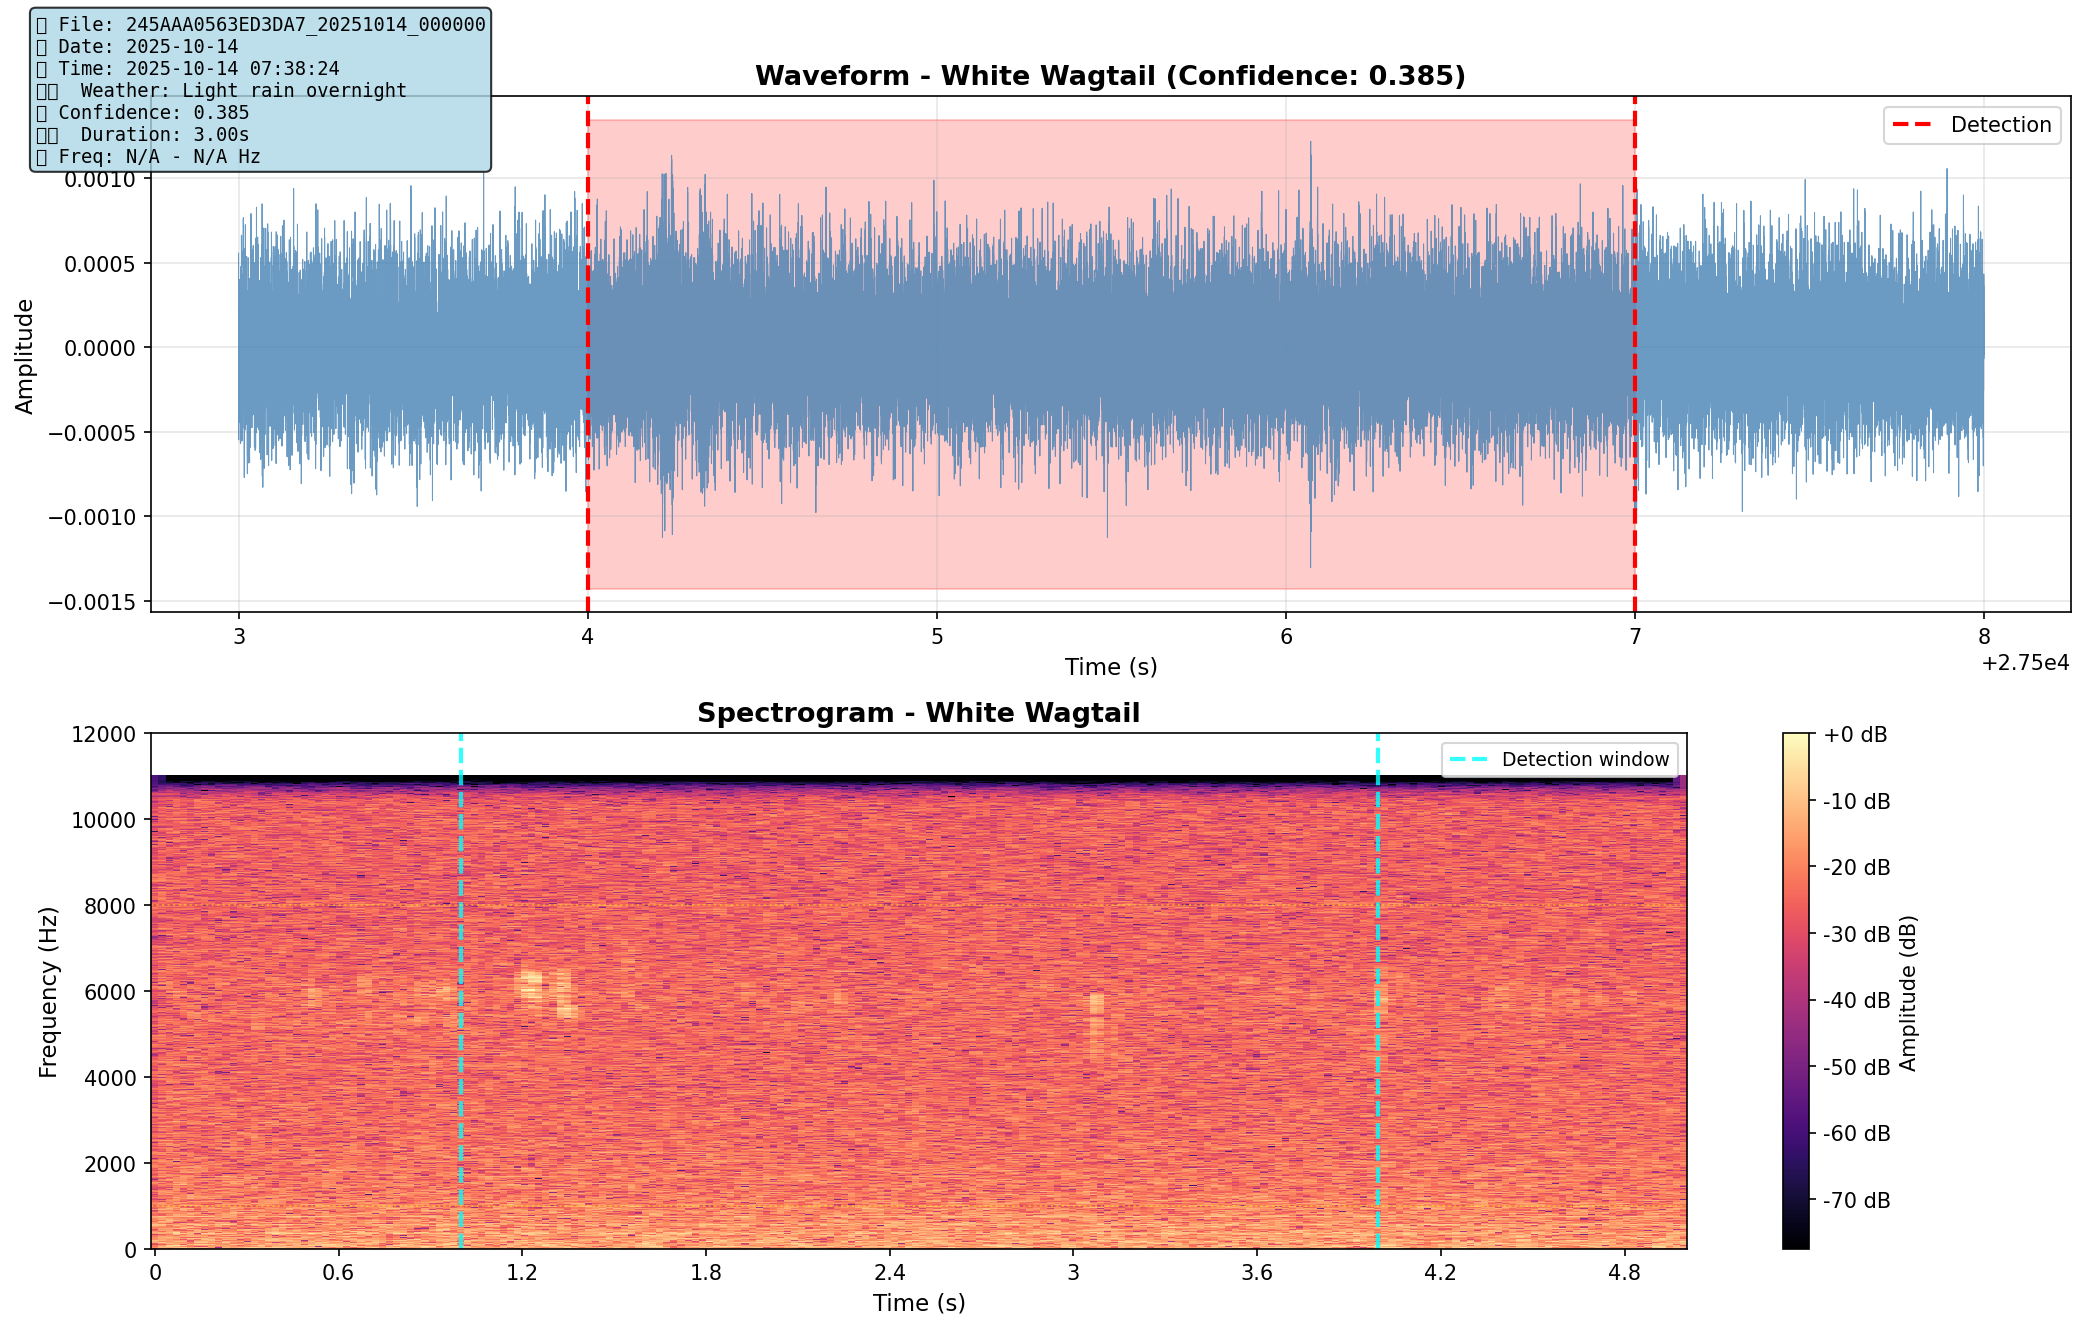 File: 245AAA0563ED3DA7_20251014_000000
Date: 2025-10-14
Time: 2025-10-14 07:38:24
Weather: Light rain overnight
Confidence: 0.385
Duration: 3.00s
Freq: N/A - N/A Hz
Waveform - White Wagtail (Confidence: 0.385)
Detection
Amplitude
0.0010
0.0005
0.0000
−0.0005
−0.0010
−0.0015
3 4 5 6 7 8
+2.75e4
Time (s)
Spectrogram - White Wagtail
Detection window
Frequency (Hz)
12000
10000
8000
6000
4000
2000
0
0 0.6 1.2 1.8 2.4 3 3.6 4.2 4.8
Time (s)
+0 dB
-10 dB
-20 dB
-30 dB
-40 dB
-50 dB
-60 dB
-70 dB
Amplitude (dB)